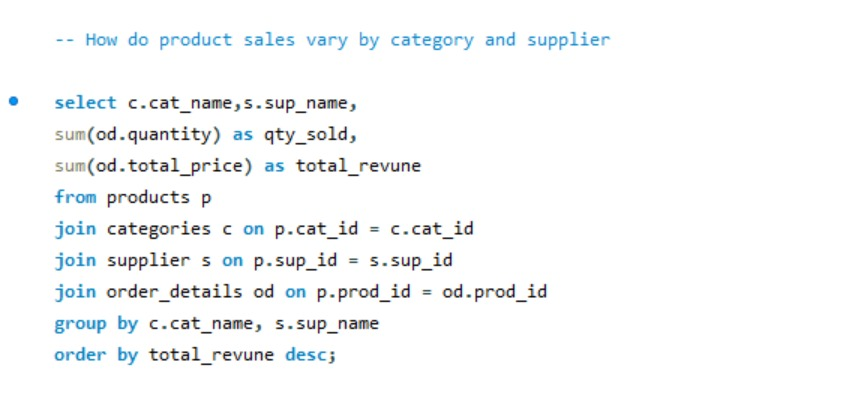 -- How do product sales vary by category and supplier
select c.cat_name,s.sup_name,
sum(od.quantity) as qty_sold,
sum(od.total_price) as total_revune
from products p
join categories c on p.cat_id = c.cat_id
join supplier s on p.sup_id = s.sup_id
join order_details od on p.prod_id = od.prod_id
group by c.cat_name, s.sup_name
order by total_revune desc;